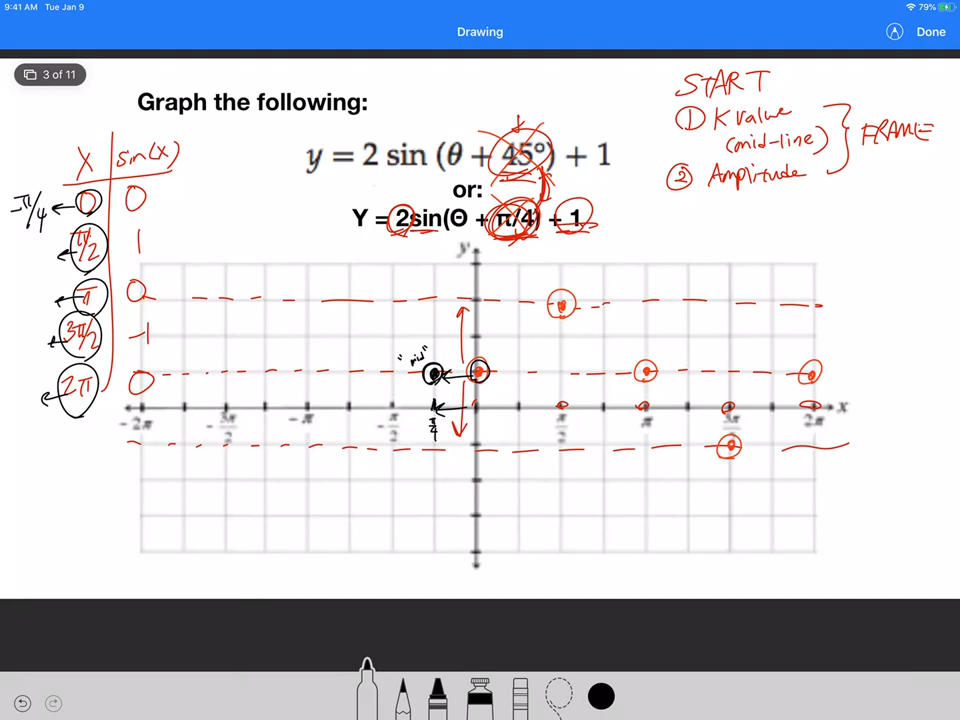 9:41 AM Tue Jan 9
79%
Drawing
Done
3 of 11
Graph the following:
START
① K value
(mid-line)
② Amplitude
FRAME
y = 2 sin (θ + 45°) + 1
or:
Y = 2sin(Θ + π/4) + 1
X sin(x)
-π/4 0 0
π/2 1
π 0
3π/2 -1
2π 0
y
"mid"
x
-2π -3π/2 -π -π/2 π/4 π/2 π 3π/2 2π